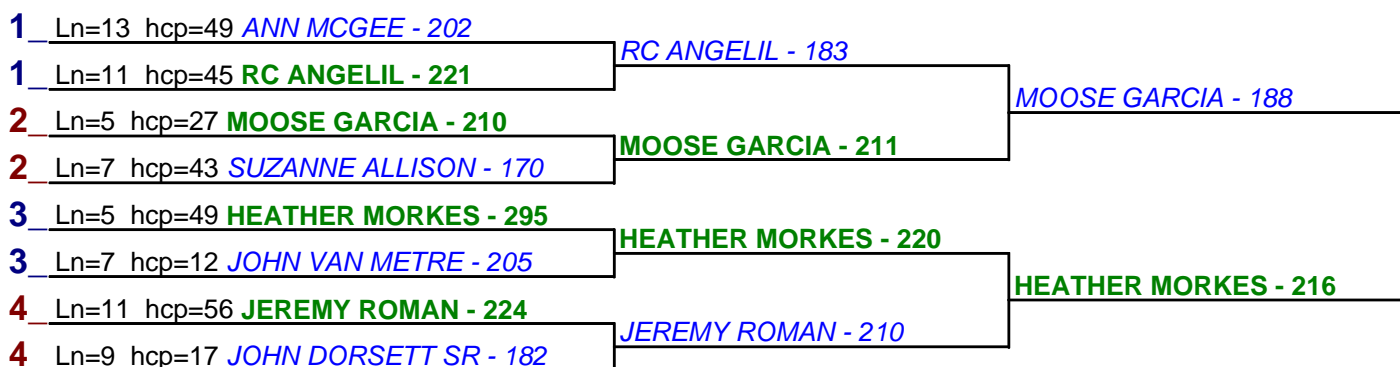 1_ Ln=13 hcp=49 ANN MCGEE - 202
RC ANGELIL - 183
1_ Ln=11 hcp=45 RC ANGELIL - 221
MOOSE GARCIA - 188
2_ Ln=5 hcp=27 MOOSE GARCIA - 210
MOOSE GARCIA - 211
2_ Ln=7 hcp=43 SUZANNE ALLISON - 170
3_ Ln=5 hcp=49 HEATHER MORKES - 295
HEATHER MORKES - 220
3_ Ln=7 hcp=12 JOHN VAN METRE - 205
HEATHER MORKES - 216
4_ Ln=11 hcp=56 JEREMY ROMAN - 224
JEREMY ROMAN - 210
4 Ln=9 hcp=17 JOHN DORSETT SR - 182